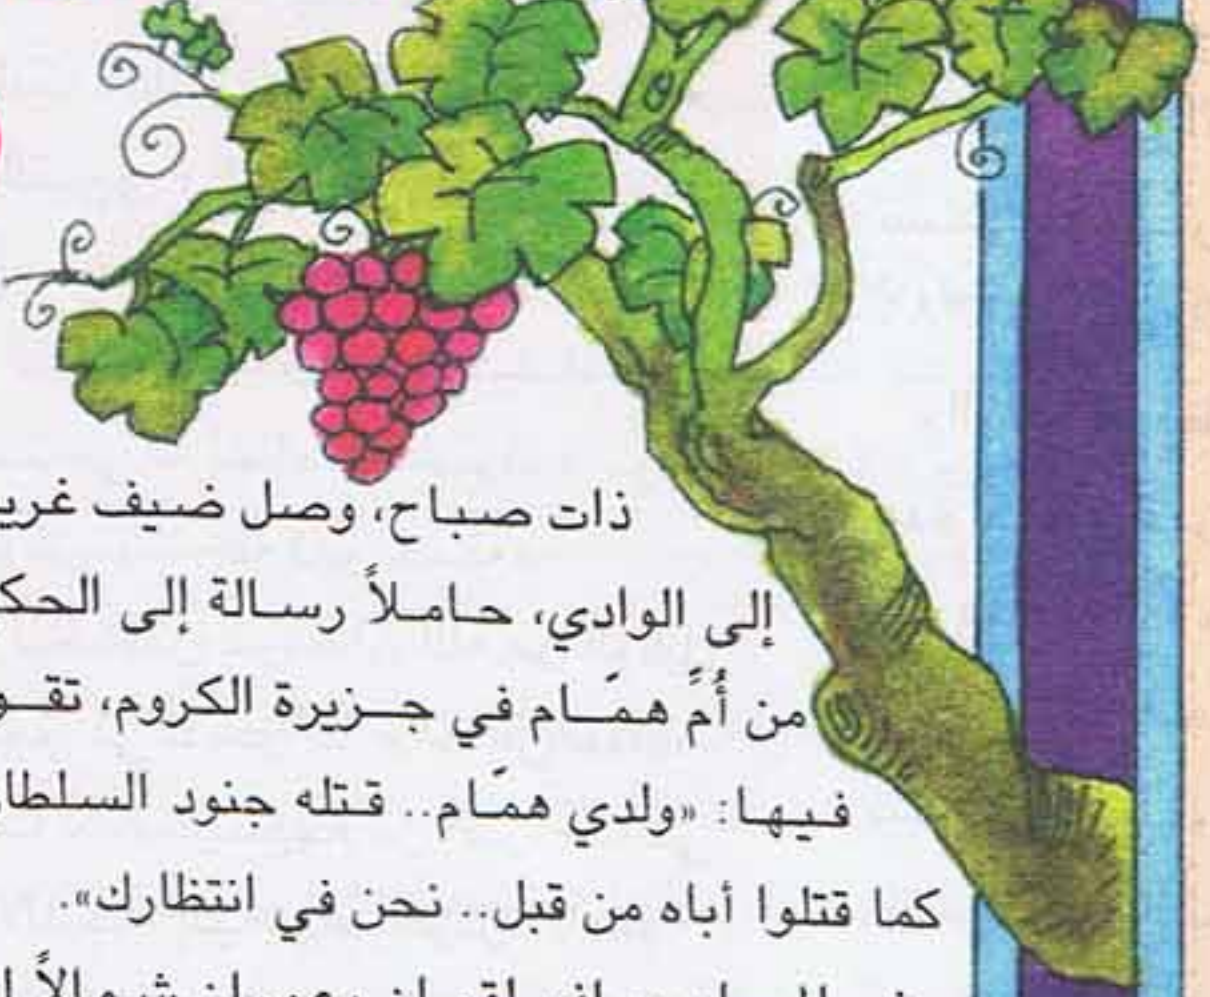 ذات صباح، وصل ضيف
إلى الوادي، حاملاً رسالة إلى
من أُمِّ همَّام في جزيرة الكروم،
فيها: «ولدي همَّام.. قتله جنود
كما قتلوا أباه من قبل.. نحن في انتظارك».